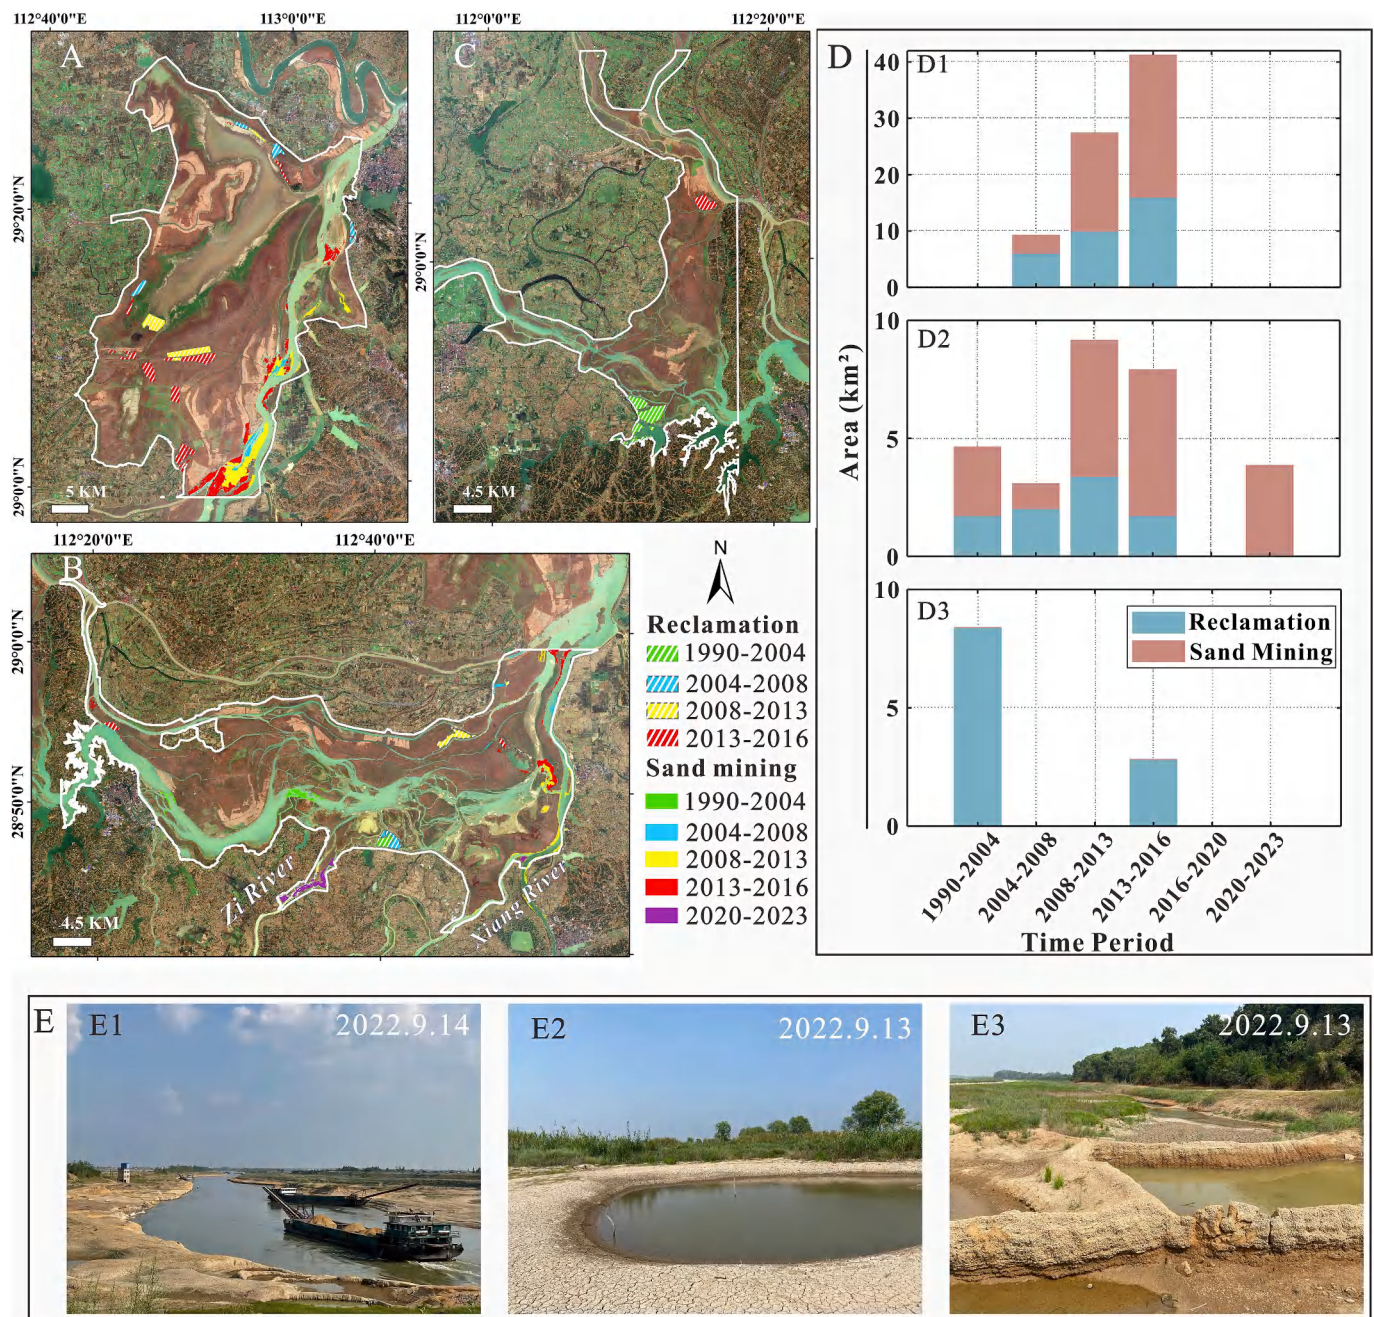 112°40'0"E
113°0'0"E
112°0'0"E
112°20'0"E
A
C
29°20'0"N
29°0'0"N
29°0'0"N
5 KM
4.5 KM
112°20'0"E
112°40'0"E
B
29°0'0"N
28°50'0"N
Zi River
Xiang River
4.5 KM
N
Reclamation
1990-2004
2004-2008
2008-2013
2013-2016
Sand mining
1990-2004
2004-2008
2008-2013
2013-2016
2020-2023
D
D1
40
30
20
10
0
D2
10
5
0
D3
10
5
0
Reclamation
Sand Mining
Area (km²)
1990-2004
2004-2008
2008-2013
2013-2016
2016-2020
2020-2023
Time Period
E
E1
2022.9.14
E2
2022.9.13
E3
2022.9.13